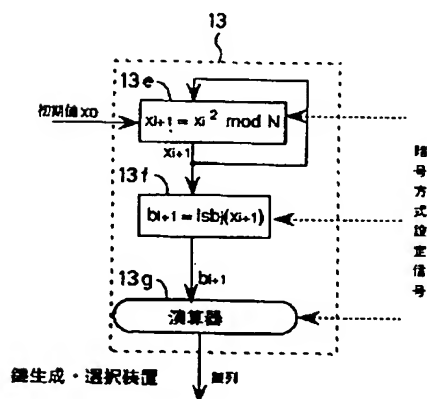 13
13e
初期値x0
xi+1 = xi² mod N
xi+1
13f
bi+1 = lsbj(xi+1)
bi+1
13g
演算器
鍵生成・選択装置
鍵列
暗号方式設定信号